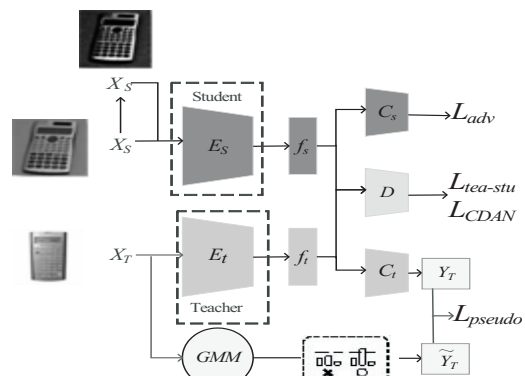 X_S
Student
C_s
L_adv
X_S
E_S
f_s
D
L_tea-stu
L_CDAN
X_T
E_t
f_t
C_t
Y_T
Teacher
L_pseudo
GMM
Ỹ_T